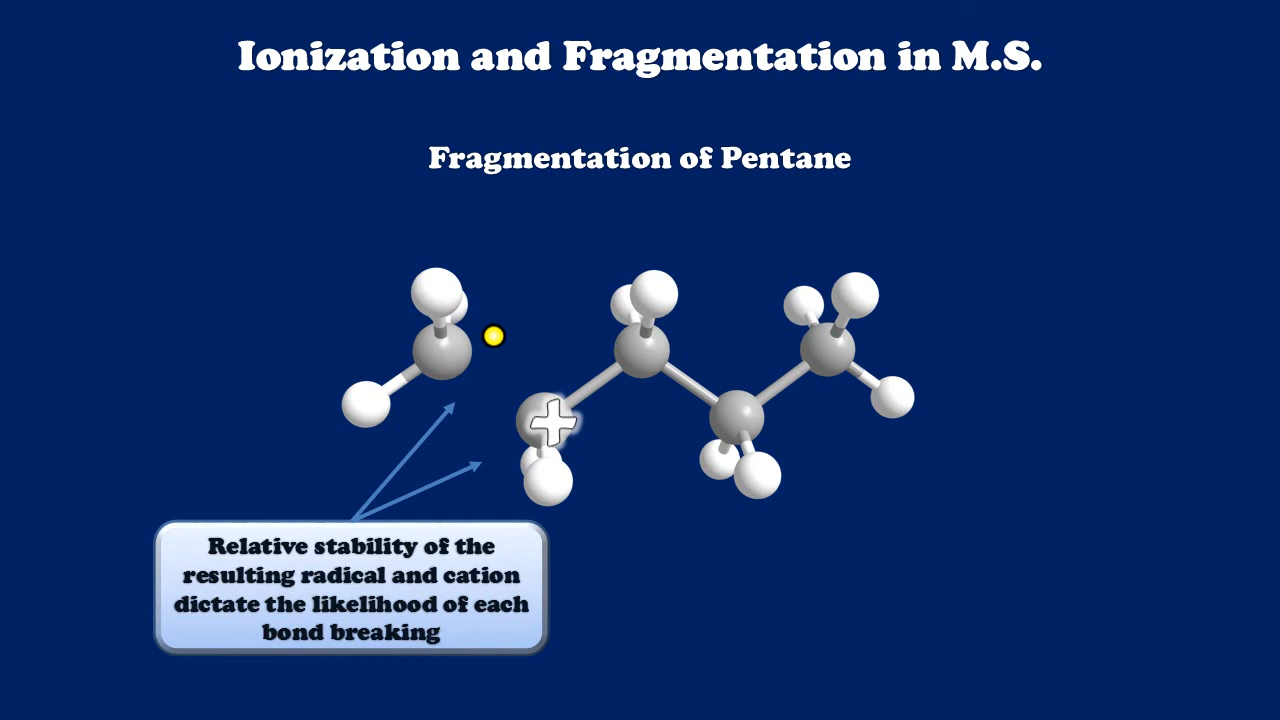 Ionization and Fragmentation in M.S.
Fragmentation of Pentane
Relative stability of the
resulting radical and cation
dictate the likelihood of each
bond breaking